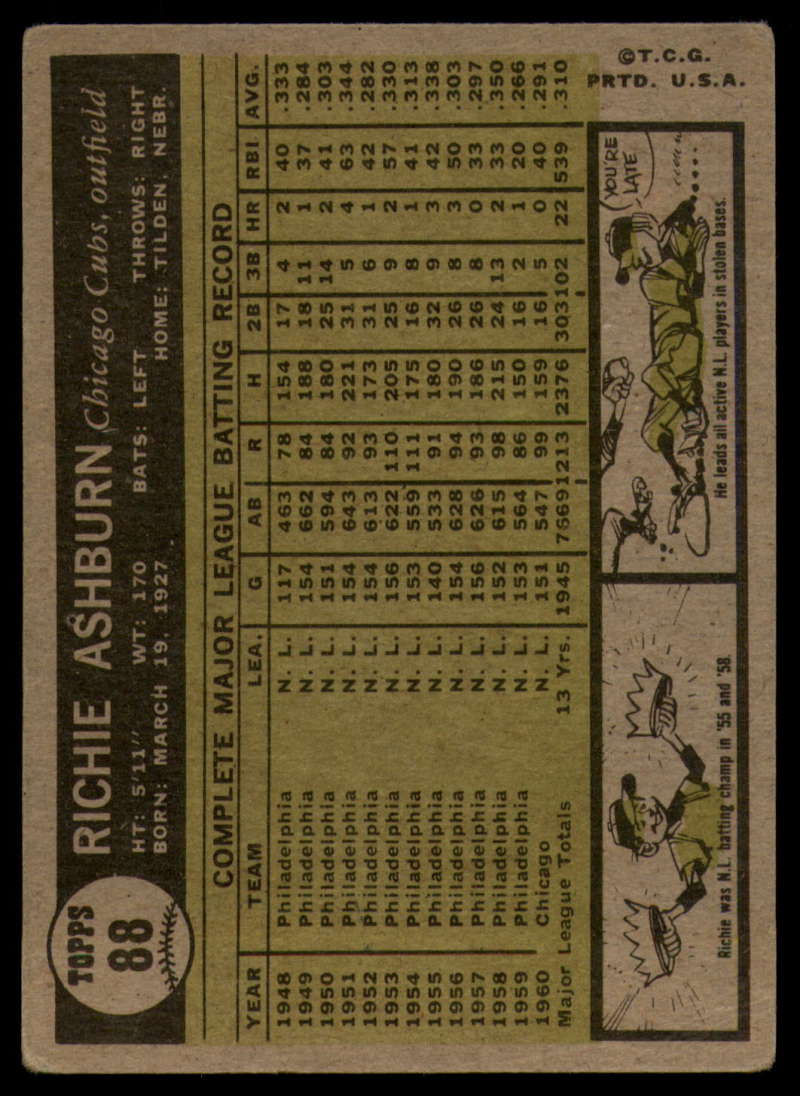 TOPPS
88
RICHIE ASHBURN Chicago Cubs, outfield
HT: 5'11" WT: 170 BATS: LEFT THROWS: RIGHT
BORN: MARCH 19, 1927 HOME: TILDEN, NEBR.
COMPLETE MAJOR LEAGUE BATTING RECORD
YEAR TEAM LEA. G AB R H 2B 3B HR RBI AVG.
1948 Philadelphia N. L. 117 463 78 154 17 4 2 40 .333
1949 Philadelphia N. L. 154 662 84 188 18 11 1 37 .284
1950 Philadelphia N. L. 151 594 84 180 25 14 2 41 .303
1951 Philadelphia N. L. 154 643 92 221 31 5 4 63 .344
1952 Philadelphia N. L. 154 613 93 173 31 6 1 42 .282
1953 Philadelphia N. L. 156 622 110 205 25 9 2 57 .330
1954 Philadelphia N. L. 153 559 111 175 16 8 1 41 .313
1955 Philadelphia N. L. 140 533 91 180 32 9 3 42 .338
1956 Philadelphia N. L. 154 628 94 190 26 8 3 50 .303
1957 Philadelphia N. L. 156 626 93 186 26 8 0 33 .297
1958 Philadelphia N. L. 152 615 98 215 24 13 2 33 .350
1959 Philadelphia N. L. 153 564 86 150 16 2 1 20 .266
1960 Chicago N. L. 151 547 99 159 16 5 0 40 .291
Major League Totals 13 Yrs. 1945 7669 1213 2376 303 102 22 539 .310
Richie was N.L. batting champ in '55 and '58.
YOU'RE
LATE
He leads all active N.L. players in stolen bases.
©T.C.G.
PRTD. U.S.A.